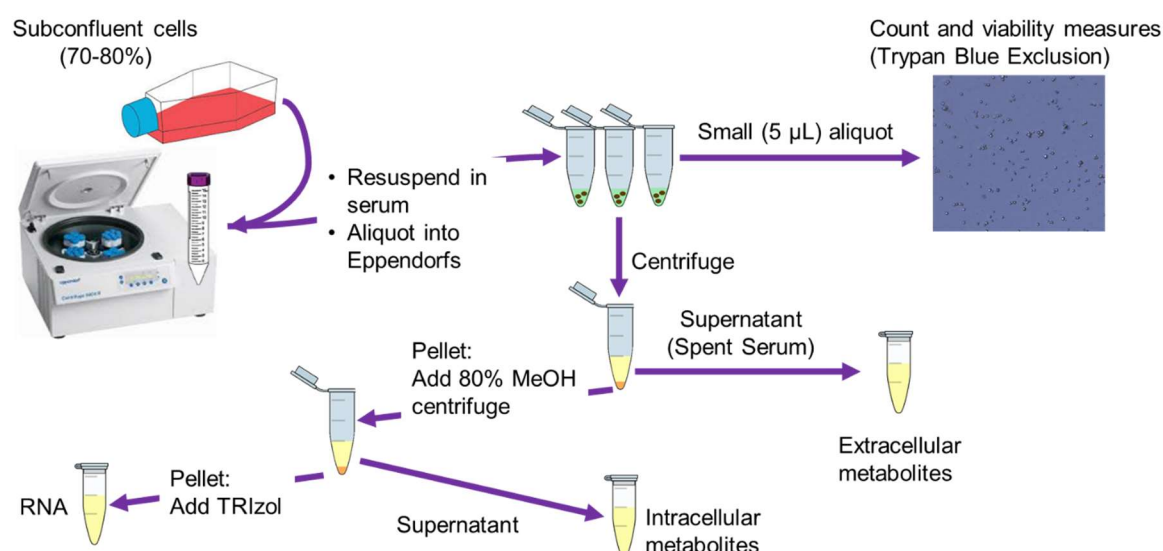 Subconfluent cells
(70-80%)
Count and viability measures
(Trypan Blue Exclusion)
Small (5 µL) aliquot
• Resuspend in
serum
• Aliquot into
Eppendorfs
Centrifuge
Supernatant
(Spent Serum)
Pellet:
Add 80% MeOH
centrifuge
Extracellular
metabolites
Pellet:
Add TRIzol
RNA
Supernatant
Intracellular
metabolites